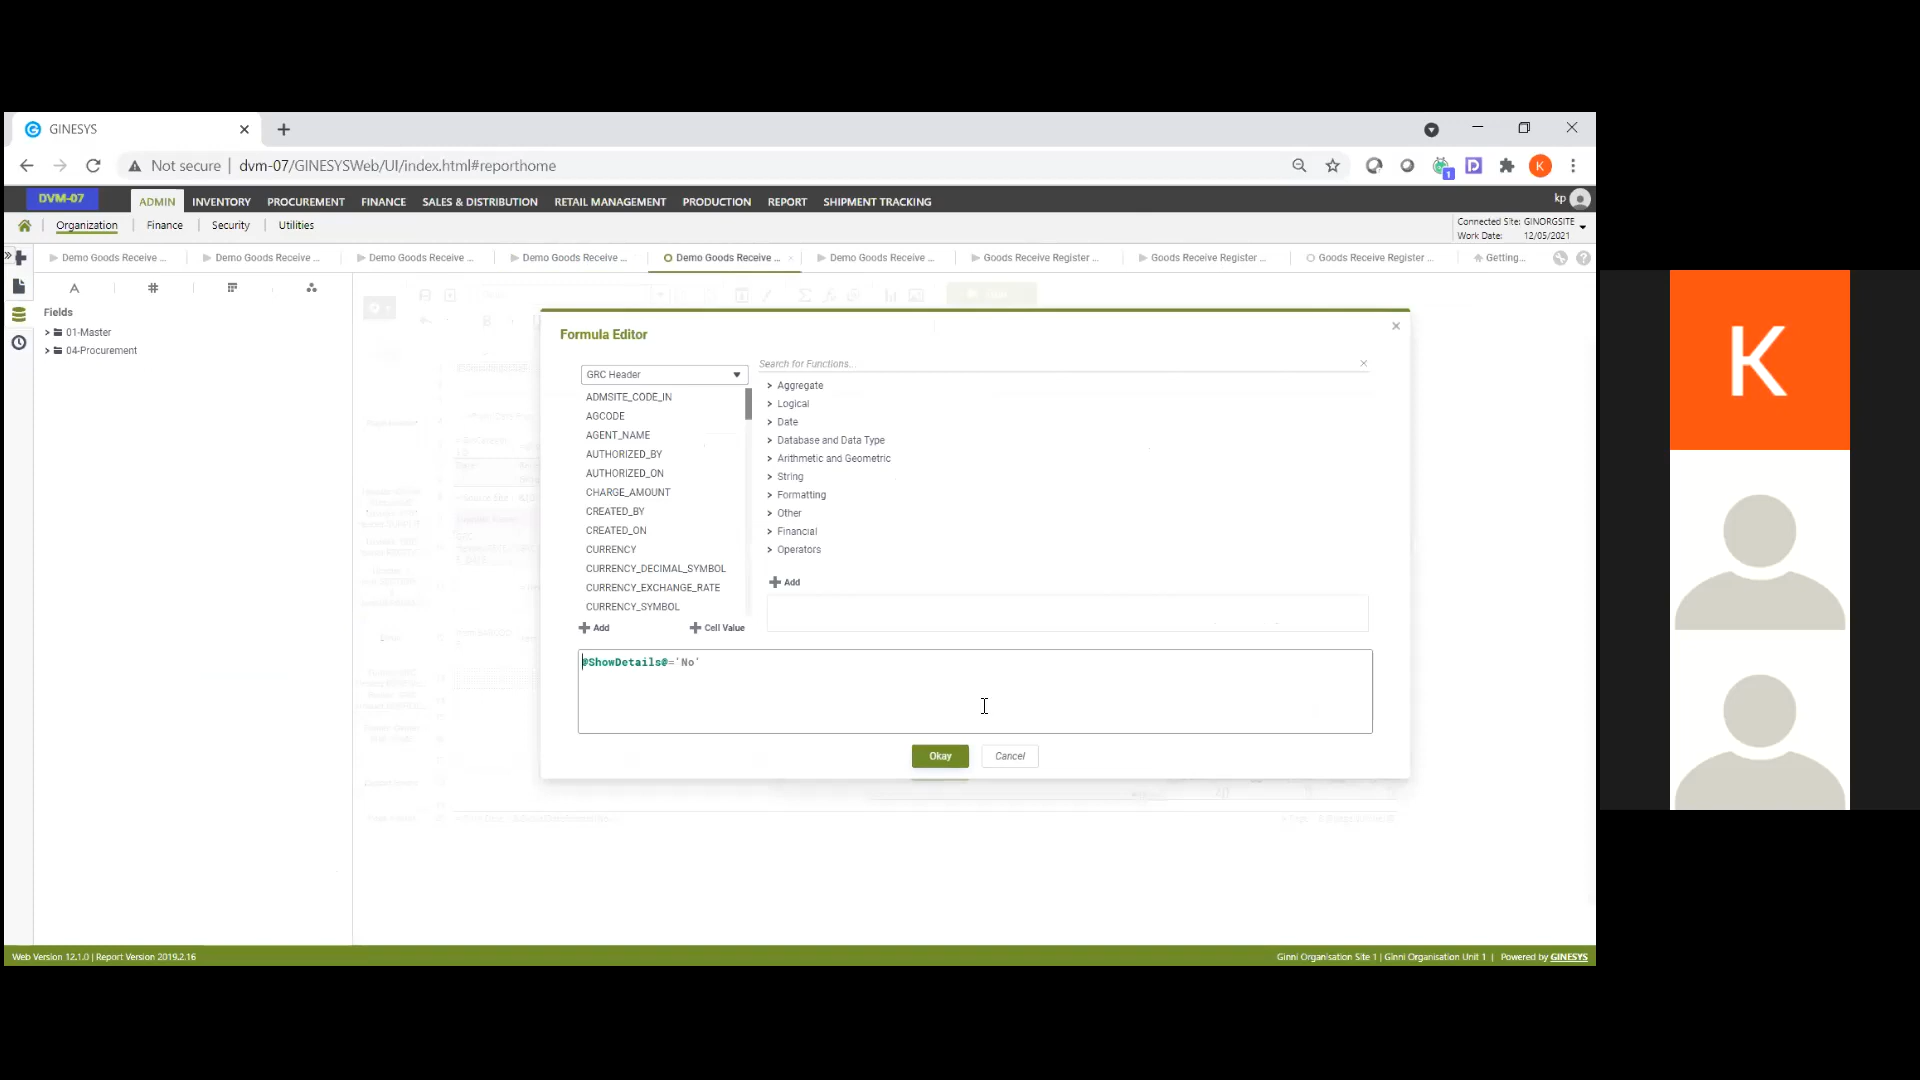 GINESYS
Not secure | dvm-07/GINESYSWeb/UI/index.html#reporthome
DVM-07 ADMIN INVENTORY PROCUREMENT FINANCE SALES & DISTRIBUTION RETAIL MANAGEMENT PRODUCTION REPORT SHIPMENT TRACKING kp
Organization Finance Security Utilities
Connected Site: GINORGSITE
Work Date: 12/05/2021
Demo Goods Receive ... Demo Goods Receive ... Demo Goods Receive ... Demo Goods Receive ... Demo Goods Receive ... Demo Goods Receive ... Goods Receive Register ... Goods Receive Register ... Goods Receive Register ... Getting...
Fields
01-Master
04-Procurement
Formula Editor
GRC Header
ADMSITE_CODE_IN
AGCODE
AGENT_NAME
AUTHORIZED_BY
AUTHORIZED_ON
CHARGE_AMOUNT
CREATED_BY
CREATED_ON
CURRENCY
CURRENCY_DECIMAL_SYMBOL
CURRENCY_EXCHANGE_RATE
CURRENCY_SYMBOL
Add Cell Value
Search for Functions...
Aggregate
Logical
Date
Database and Data Type
Arithmetic and Geometric
String
Formatting
Other
Financial
Operators
Add
@ShowDetails@='No'
Okay Cancel
K
K
1
Web Version 12.1.0 | Report Version 2019.2.16
Ginni Organisation Site 1 | Ginni Organisation Unit 1 | Powered by GINESYS